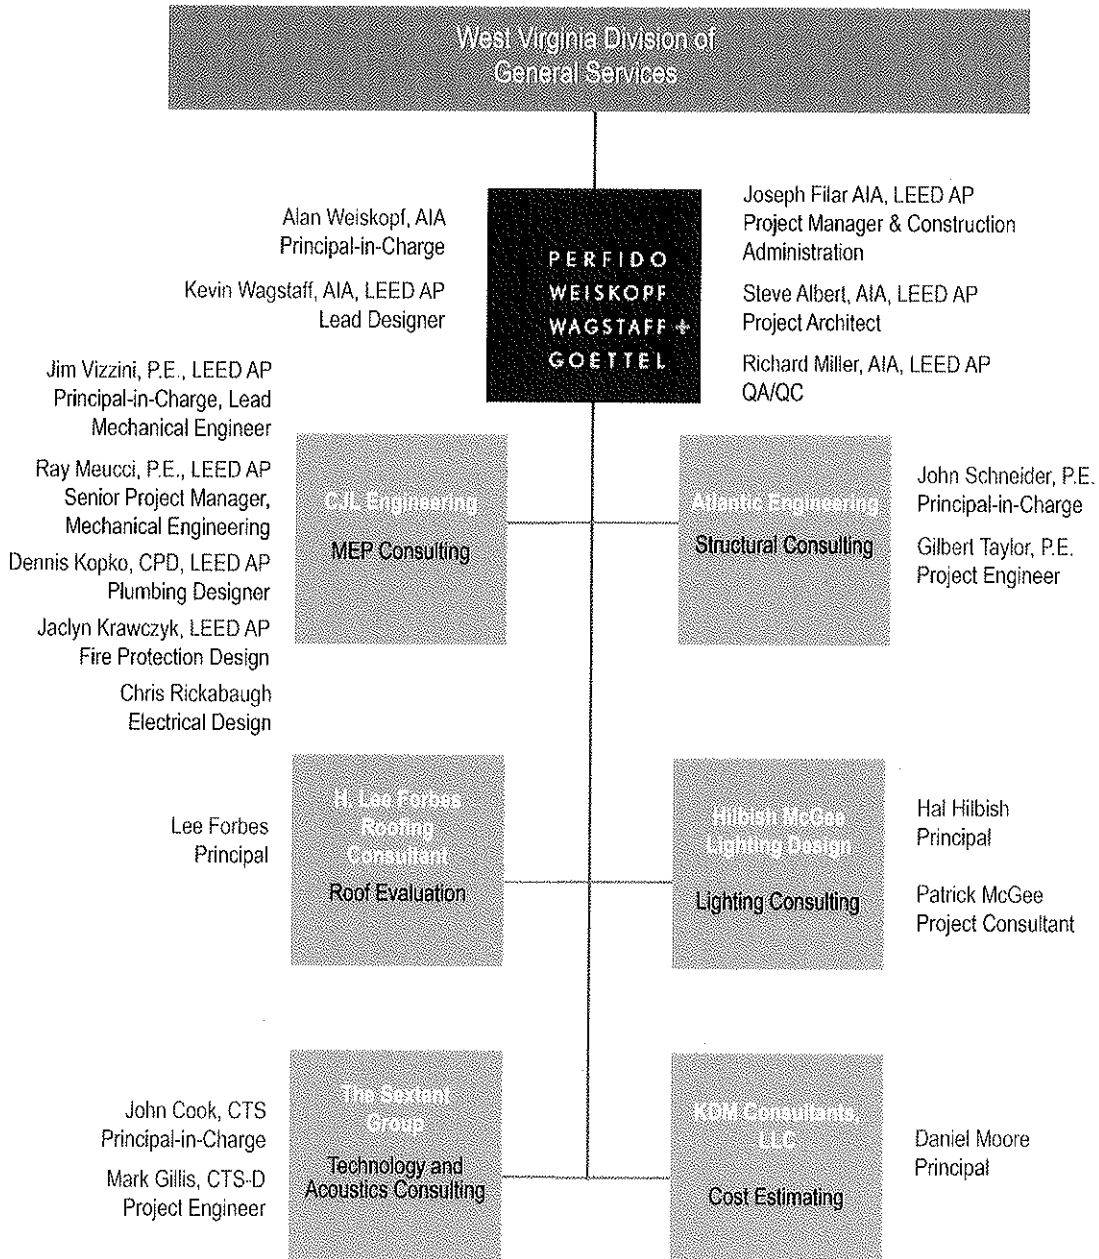 West Virginia Division of
General Services
Alan Weiskopf, AIA
Principal-in-Charge
Kevin Wagstaff, AIA, LEED AP
Lead Designer
PERFIDO
WEISKOPF
WAGSTAFF +
GOETTEL
Joseph Filar AIA, LEED AP
Project Manager & Construction
Administration
Steve Albert, AIA, LEED AP
Project Architect
Richard Miller, AIA, LEED AP
QA/QC
Jim Vizzini, P.E., LEED AP
Principal-in-Charge, Lead
Mechanical Engineer
Ray Meucci, P.E., LEED AP
Senior Project Manager,
Mechanical Engineering
Dennis Kopko, CPD, LEED AP
Plumbing Designer
Jaclyn Krawczyk, LEED AP
Fire Protection Design
Chris Rickabaugh
Electrical Design
CJL Engineering
MEP Consulting
Atlantic Engineering
Structural Consulting
John Schneider, P.E.
Principal-in-Charge
Gilbert Taylor, P.E.
Project Engineer
Lee Forbes
Principal
H. Lee Forbes
Roofing
Consultant
Roof Evaluation
Hilbish McGee
Lighting Design
Lighting Consulting
Hal Hilbish
Principal
Patrick McGee
Project Consultant
John Cook, CTS
Principal-in-Charge
Mark Gillis, CTS-D
Project Engineer
The Sextant
Group
Technology and
Acoustics Consulting
KDM Consultants,
LLC
Cost Estimating
Daniel Moore
Principal